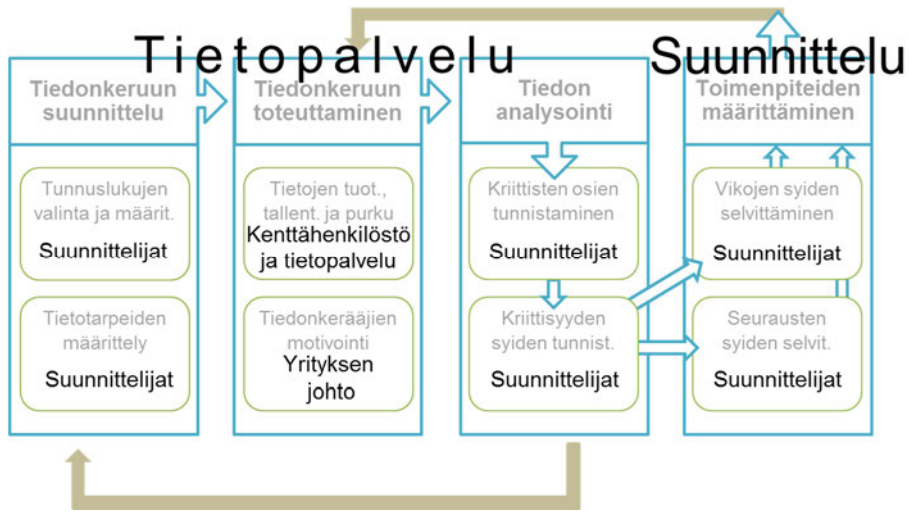 Tietopalvelu
Suunnittelu
Tiedonkeruun
suunnittelu
Tunnuslukujen
valinta ja määrit.
Suunnittelijat
Tietotarpeiden
määrittely
Suunnittelijat
Tiedonkeruun
toteuttaminen
Tietojen tuot.,
tallent. ja purku
Kenttähenkilöstö
ja tietopalvelu
Tiedonkerääjien
motivointi
Yrityksen
johto
Tiedon
analysointi
Kriittisten osien
tunnistaminen
Suunnittelijat
Kriittisyyden
syiden tunnist.
Suunnittelijat
Toimenpiteiden
määrittäminen
Vikojen syiden
selvittäminen
Suunnittelijat
Seurausten
syiden selvit.
Suunnittelijat